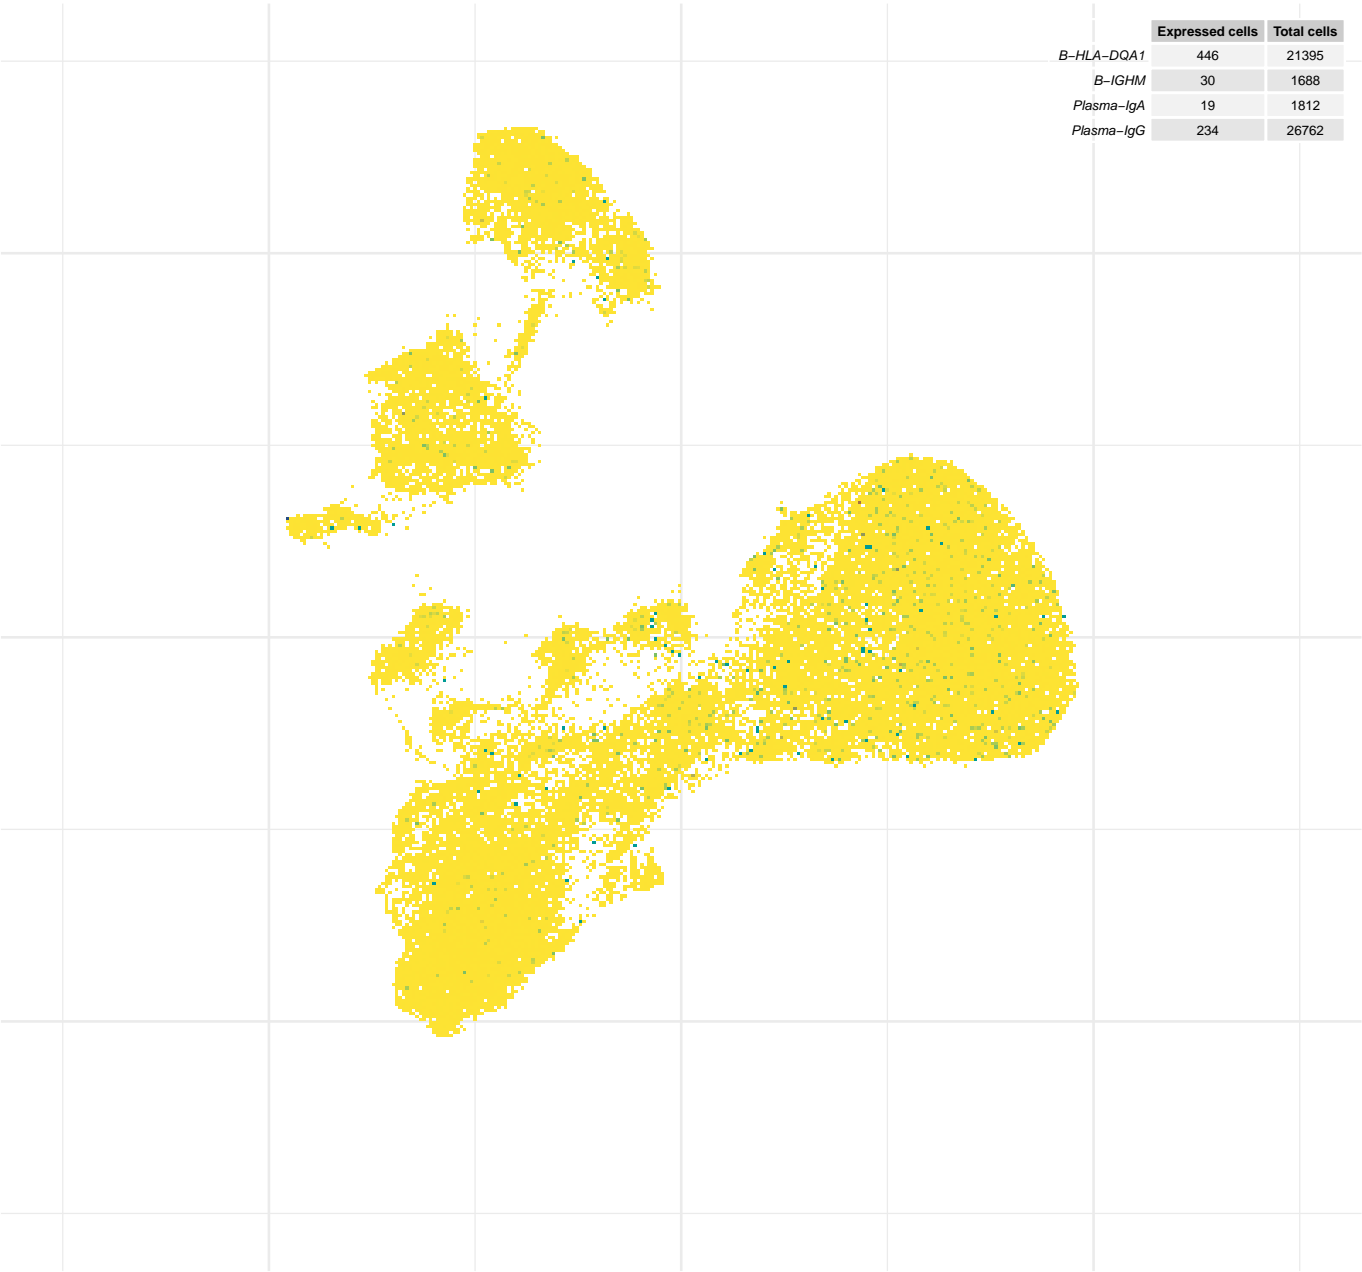 Expressed cells Total cells
B−HLA−DQA1 446 21395
B−IGHM 30 1688
Plasma−IgA 19 1812
Plasma−IgG 234 26762